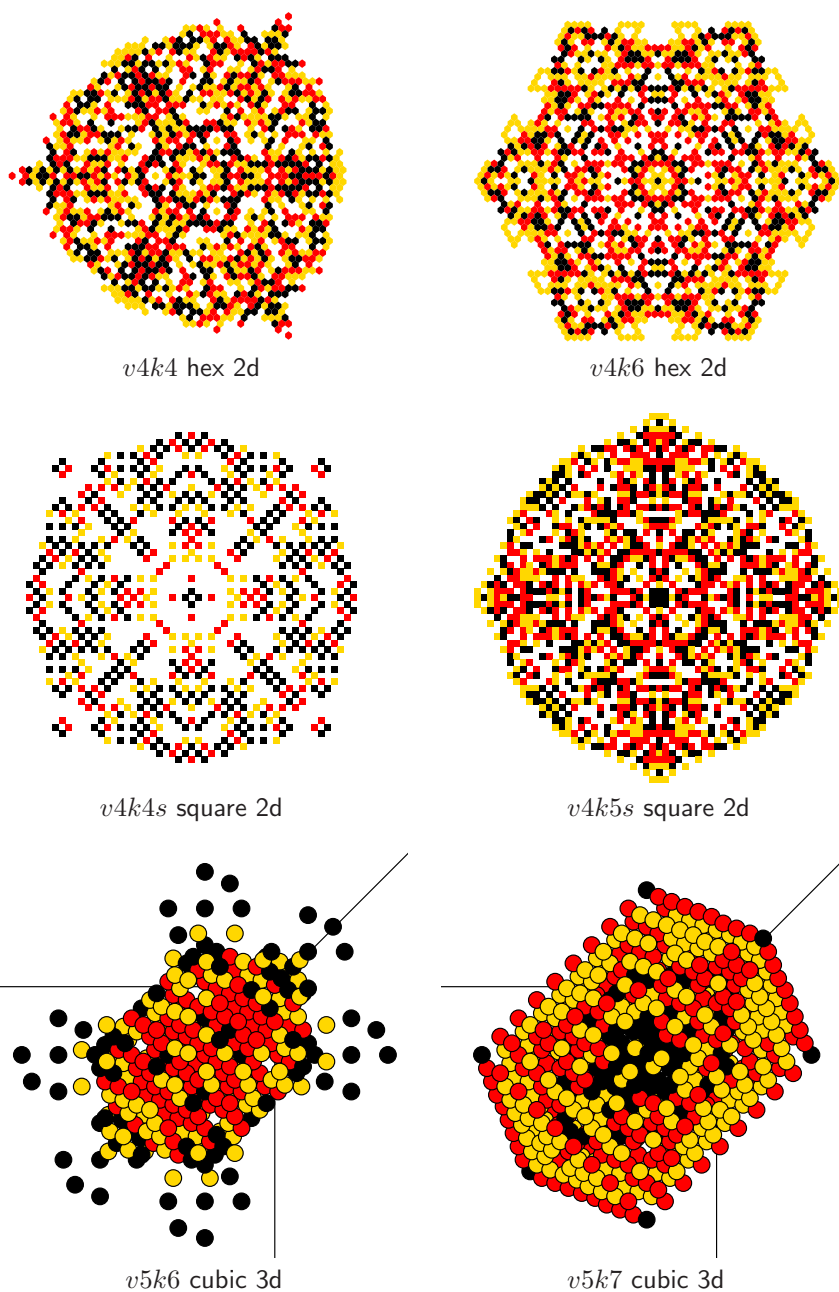 v4k4 hex 2d
v4k6 hex 2d
v4k4s square 2d
v4k5s square 2d
v5k6 cubic 3d
v5k7 cubic 3d